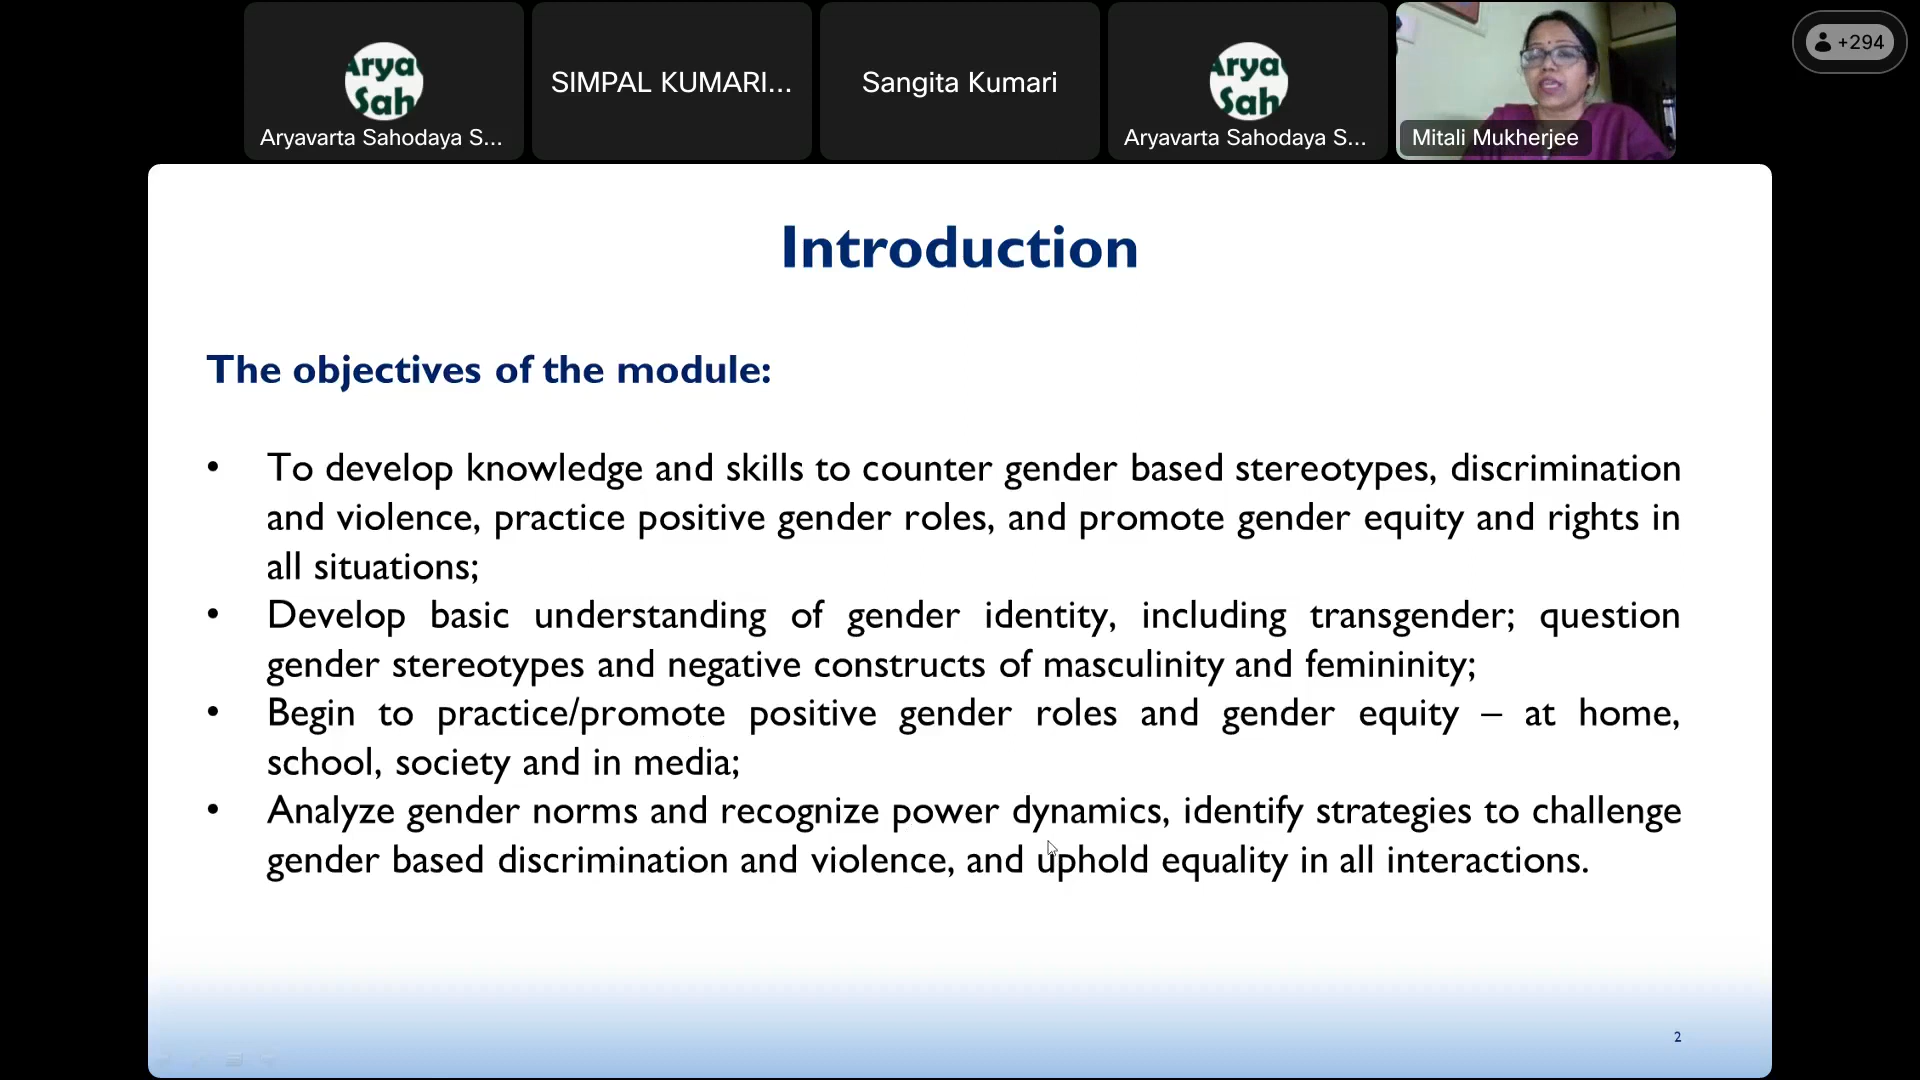 Arya
Sah
Aryavarta Sahodaya S...
SIMPAL KUMARI...
Sangita Kumari
Arya
Sah
Aryavarta Sahodaya S...
Mitali Mukherjee
+294
Introduction
The objectives of the module:
• To develop knowledge and skills to counter gender based stereotypes, discrimination
and violence, practice positive gender roles, and promote gender equity and rights in
all situations;
• Develop basic understanding of gender identity, including transgender; question
gender stereotypes and negative constructs of masculinity and femininity;
• Begin to practice/promote positive gender roles and gender equity – at home,
school, society and in media;
• Analyze gender norms and recognize power dynamics, identify strategies to challenge
gender based discrimination and violence, and uphold equality in all interactions.
2